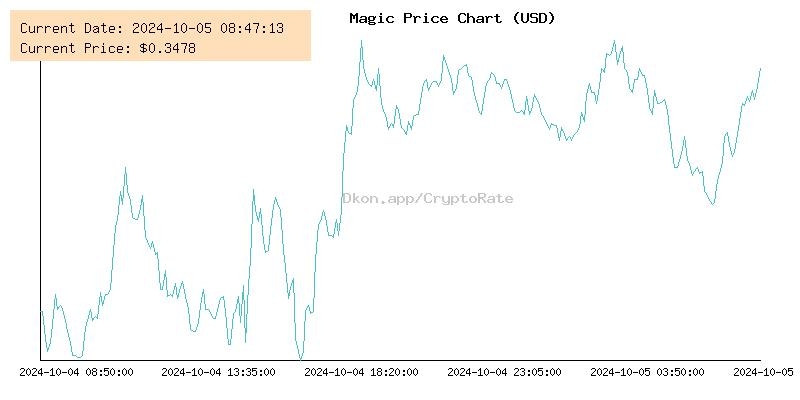 Magic Price Chart (USD)
Current Date: 2024-10-05 08:47:13
Current Price: $0.3478
Dkon.app/CryptoRate
2024-10-04 08:50:00
2024-10-04 13:35:00
2024-10-04 18:20:00
2024-10-04 23:05:00
2024-10-05 03:50:00
2024-10-05